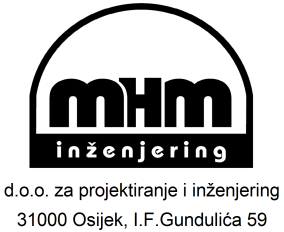 mHm
inženjering
d.o.o. za projektiranje i inženjering
31000 Osijek, I.F.Gundulića 59